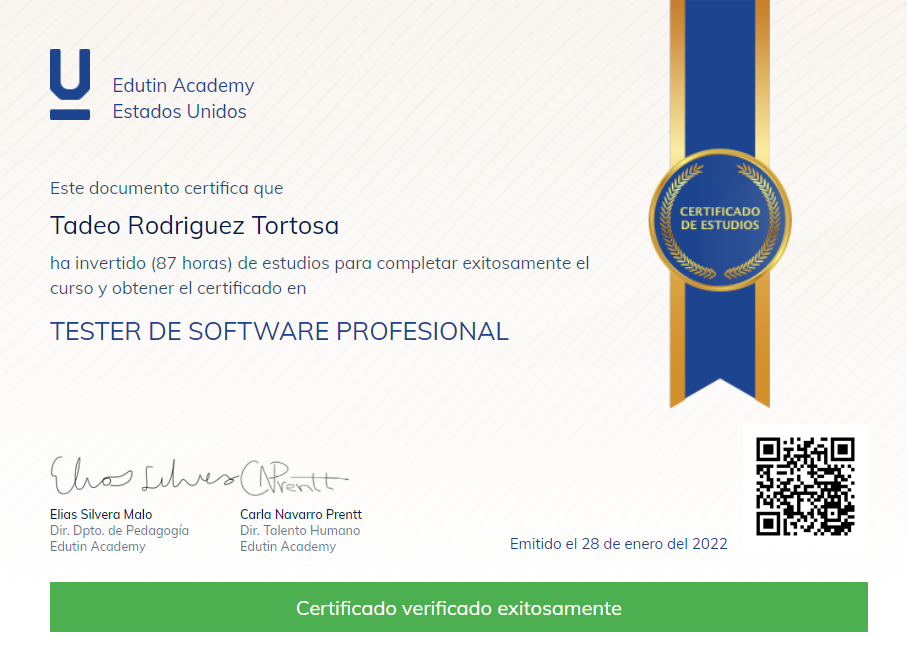 Edutin Academy
Estados Unidos
CERTIFICADO
DE ESTUDIOS
Este documento certifica que
Tadeo Rodriguez Tortosa
ha invertido (87 horas) de estudios para completar exitosamente el
curso y obtener el certificado en
TESTER DE SOFTWARE PROFESIONAL
Elias Silvera
CNPrentt
Elias Silvera Malo
Dir. Dpto. de Pedagogía
Edutin Academy
Carla Navarro Prentt
Dir. Talento Humano
Edutin Academy
Emitido el 28 de enero del 2022
Certificado verificado exitosamente